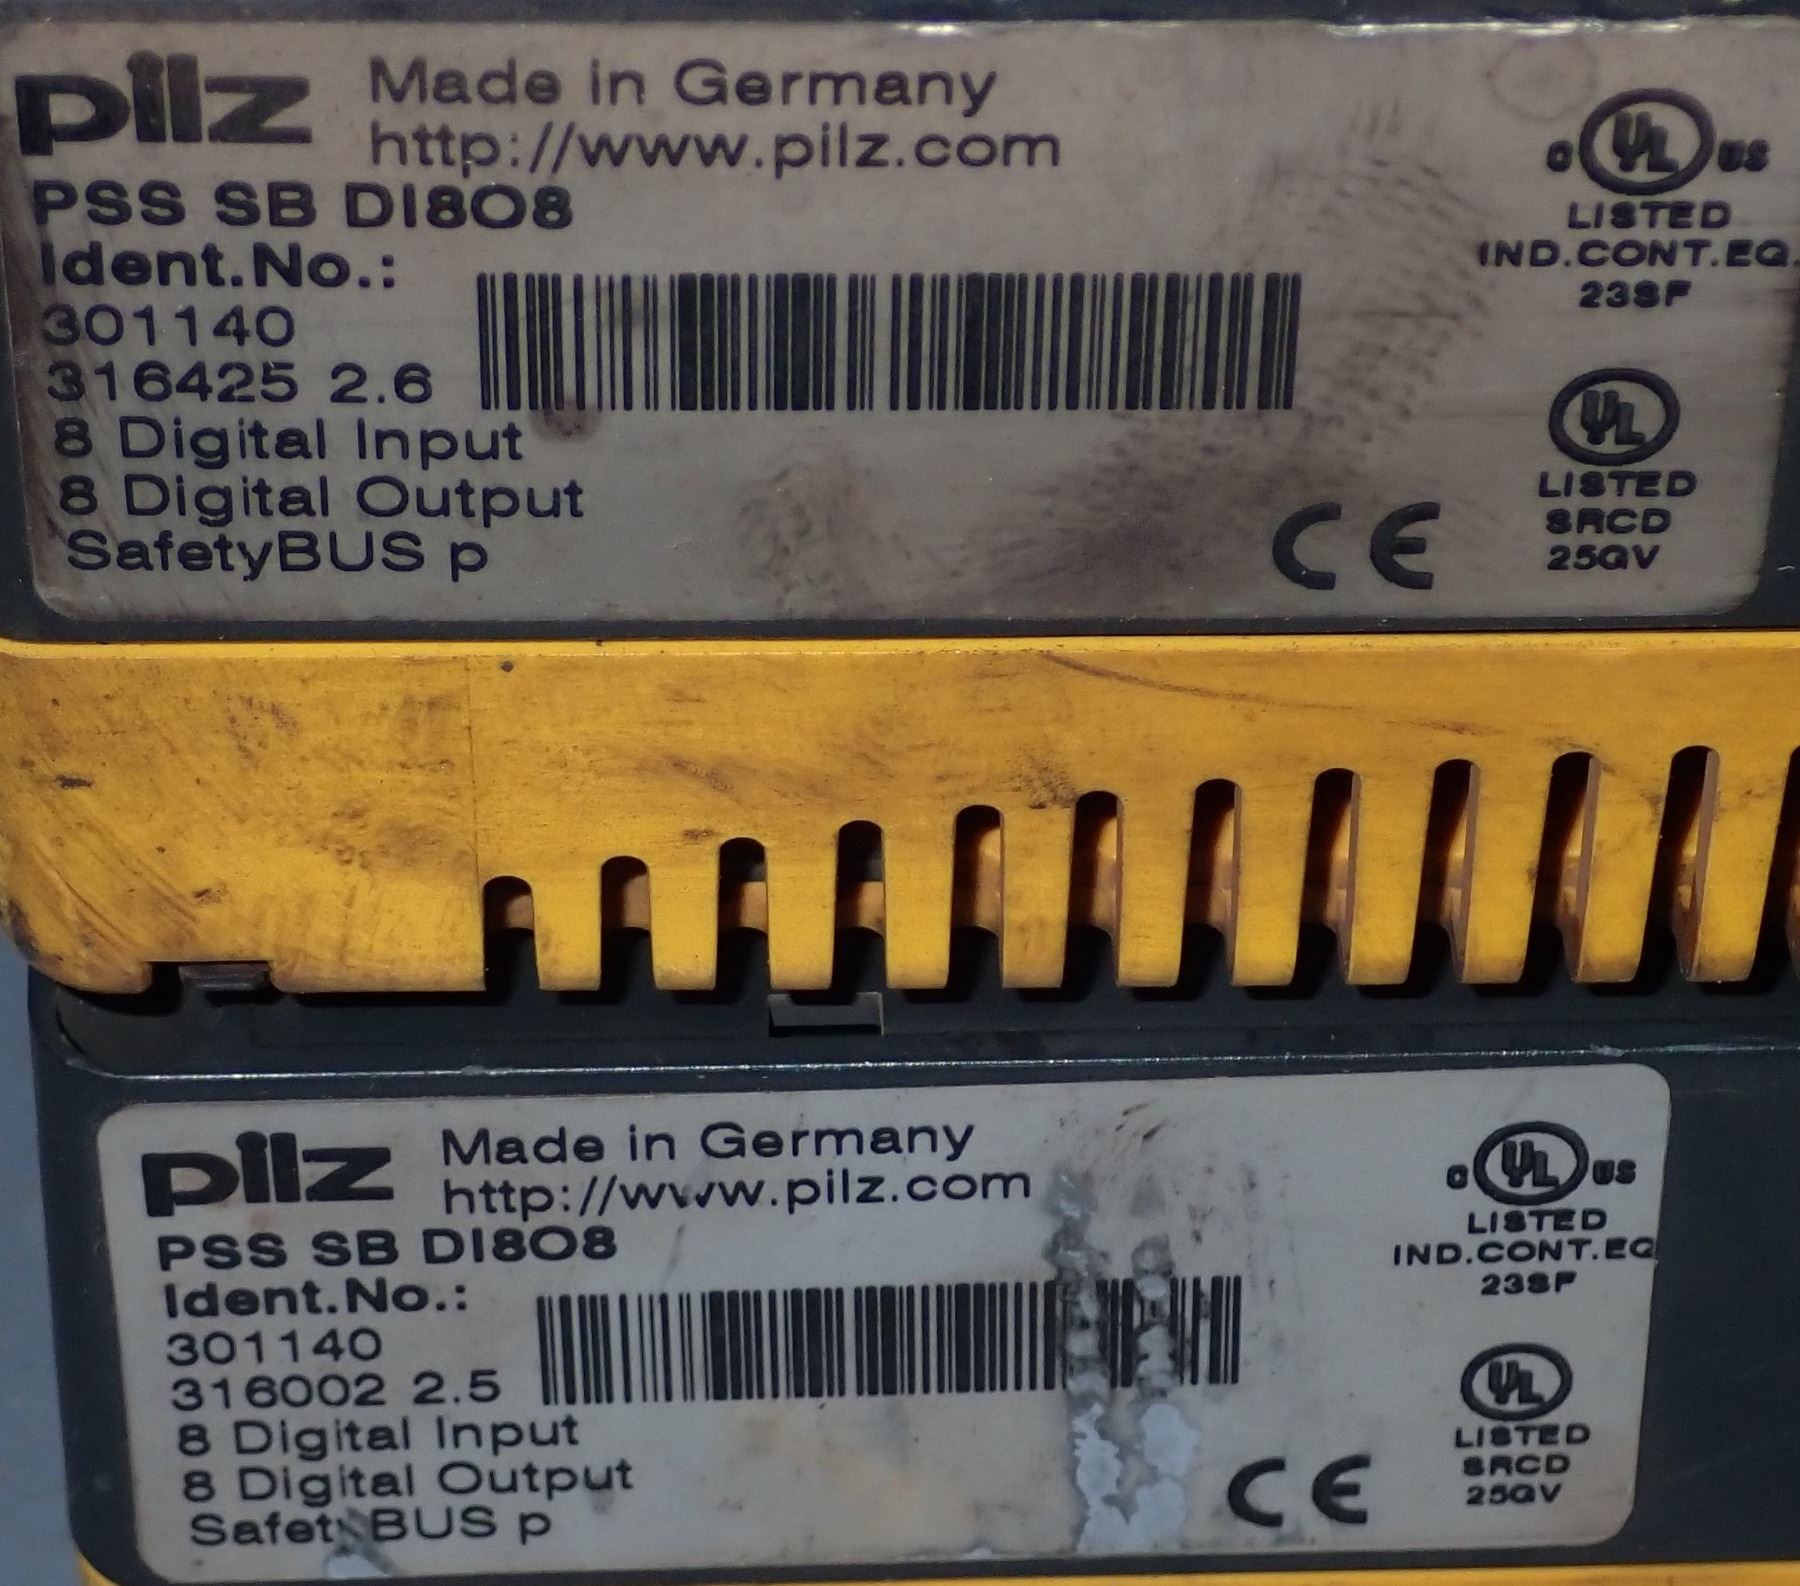 pilz Made in Germany
http://www.pilz.com
PSS SB DI8O8
Ident.No.:
301140
316425 2.6
8 Digital Input
8 Digital Output
SafetyBUS p
C UL US
LISTED
IND.CONT.EQ.
23SF
UL
LISTED
SRCD
25GV
CE
pilz Made in Germany
http://www.pilz.com
PSS SB DI8O8
Ident.No.:
301140
316002 2.5
8 Digital Input
8 Digital Output
SafetyBUS p
C UL US
LISTED
IND.CONT.EQ
23SF
UL
LISTED
SRCD
25GV
CE